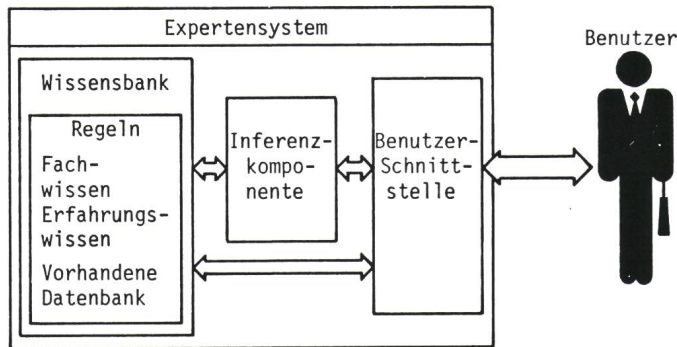 Expertensystem
Benutzer
Wissensbank
Regeln
Fach-
wissen
Erfahrungs-
wissen
Vorhandene
Datenbank
Inferenz-
kompo-
nente
Benutzer-
Schnitt-
stelle